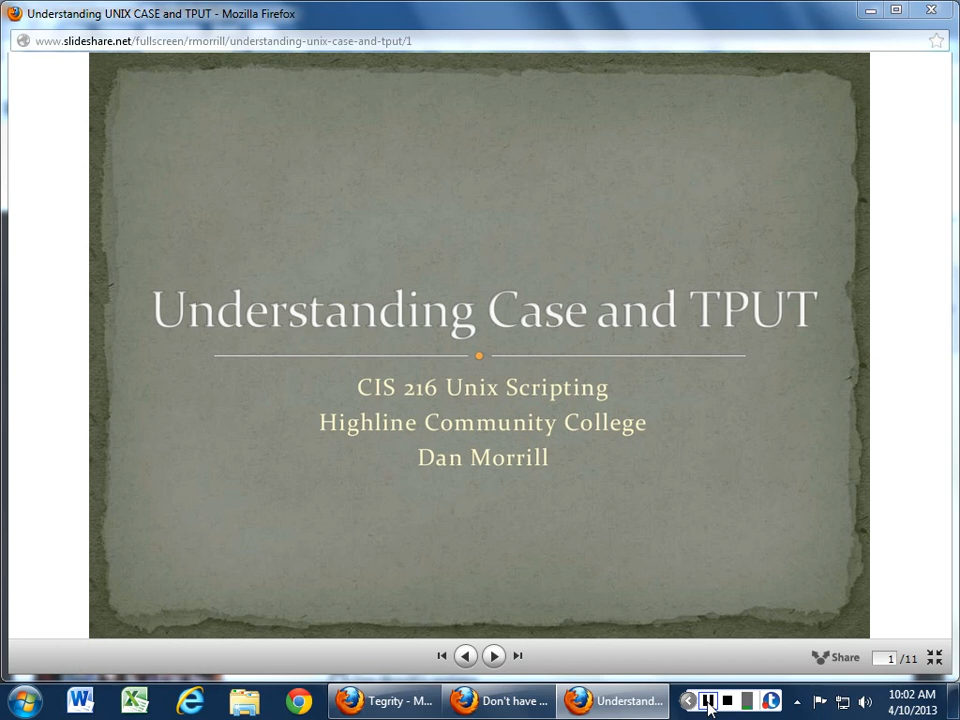 Understanding UNIX CASE and TPUT - Mozilla Firefox
www.slideshare.net/fullscreen/rmorrill/understanding-unix-case-and-tput/1
Understanding Case and TPUT
CIS 216 Unix Scripting
Highline Community College
Dan Morrill
Share
1 /11
Tegrity - M...
Don't have ...
Understand...
10:02 AM
4/10/2013